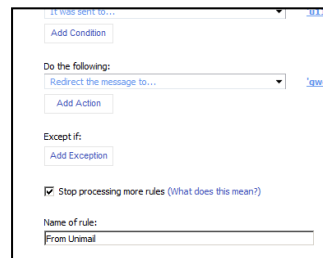 It was sent to...
Add Condition
Do the following:
Redirect the message to...
Add Action
Except if:
Add Exception
Stop processing more rules (What does this mean?)
Name of rule:
From Unimail